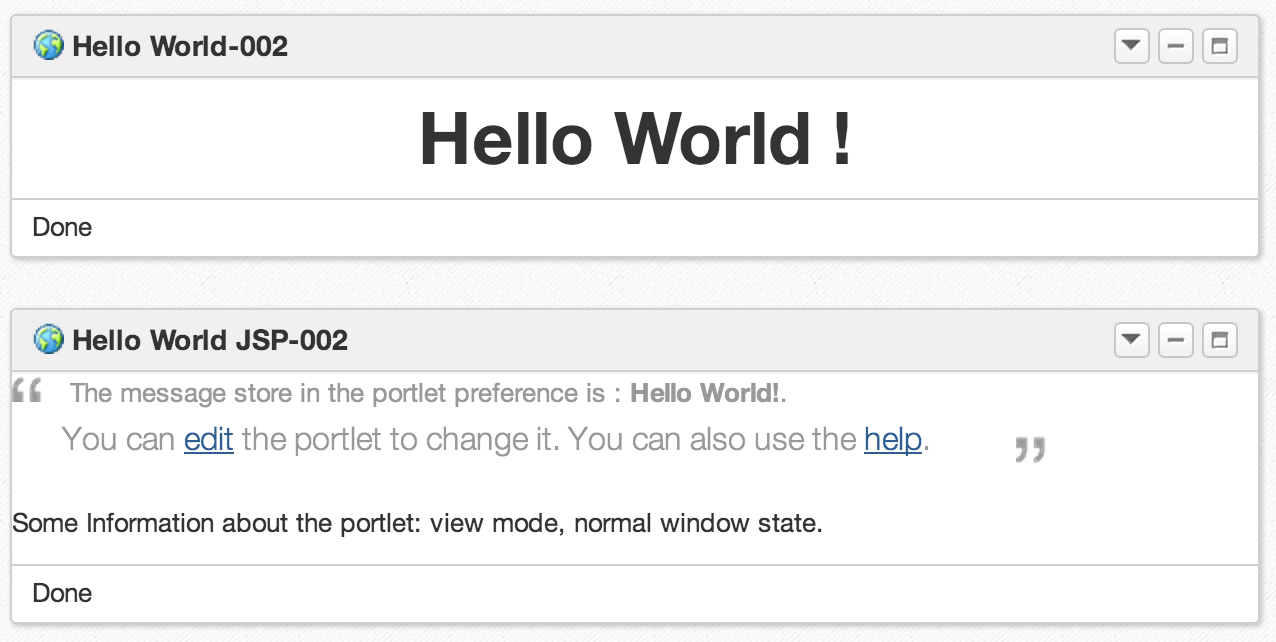 Hello World-002
Hello World !
Done
Hello World JSP-002
“ The message store in the portlet preference is : Hello World!.
You can edit the portlet to change it. You can also use the help. ”
Some Information about the portlet: view mode, normal window state.
Done